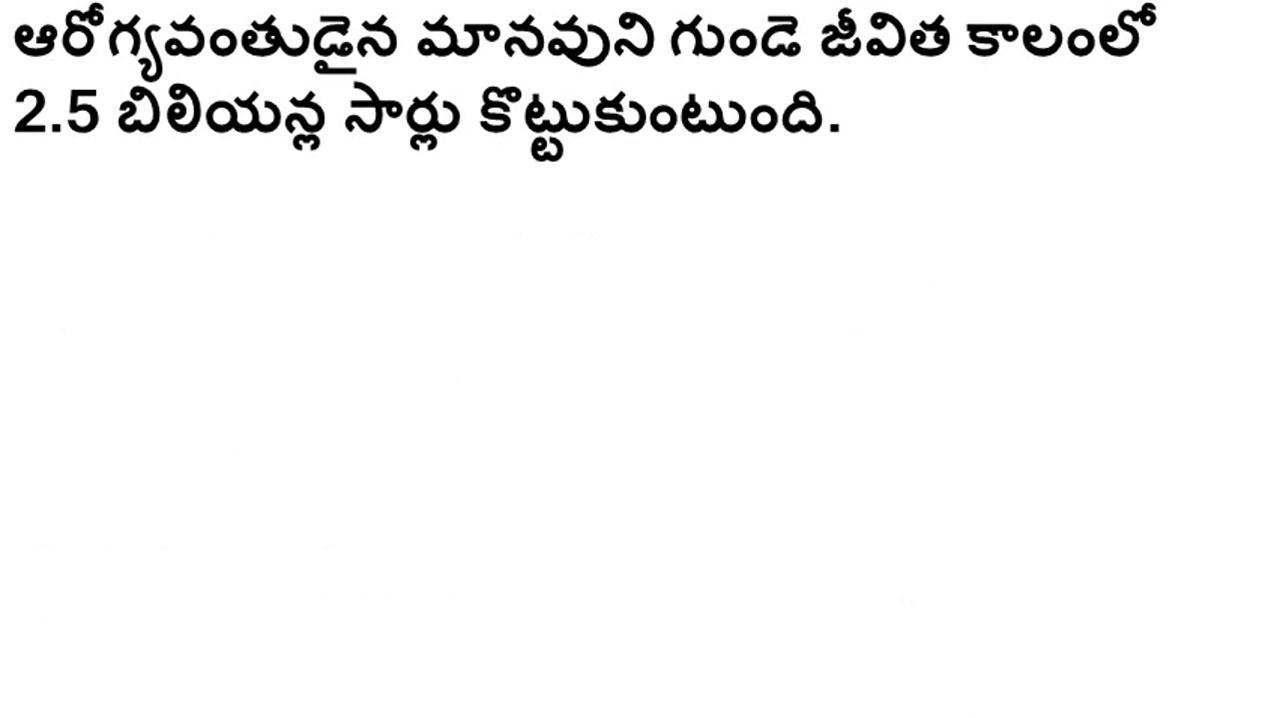 ఆరోగ్యవంతుడైన మానవుని గుండె జీవిత కాలంలో
2.5 బిలియన్ల సార్లు కొట్టుకుంటుంది.